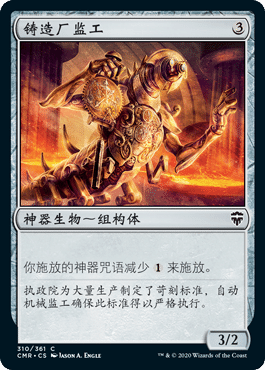 铸造厂监工 3
神器生物～组构体
你施放的神器咒语减少 1 来施放。
执政院为大量生产制定了苛刻标准，自动
机械监工确保此标准得以严格执行。
3/2
310/361 C
CMR • CS JASON A. ENGLE
™ & © 2020 Wizards of the Coast